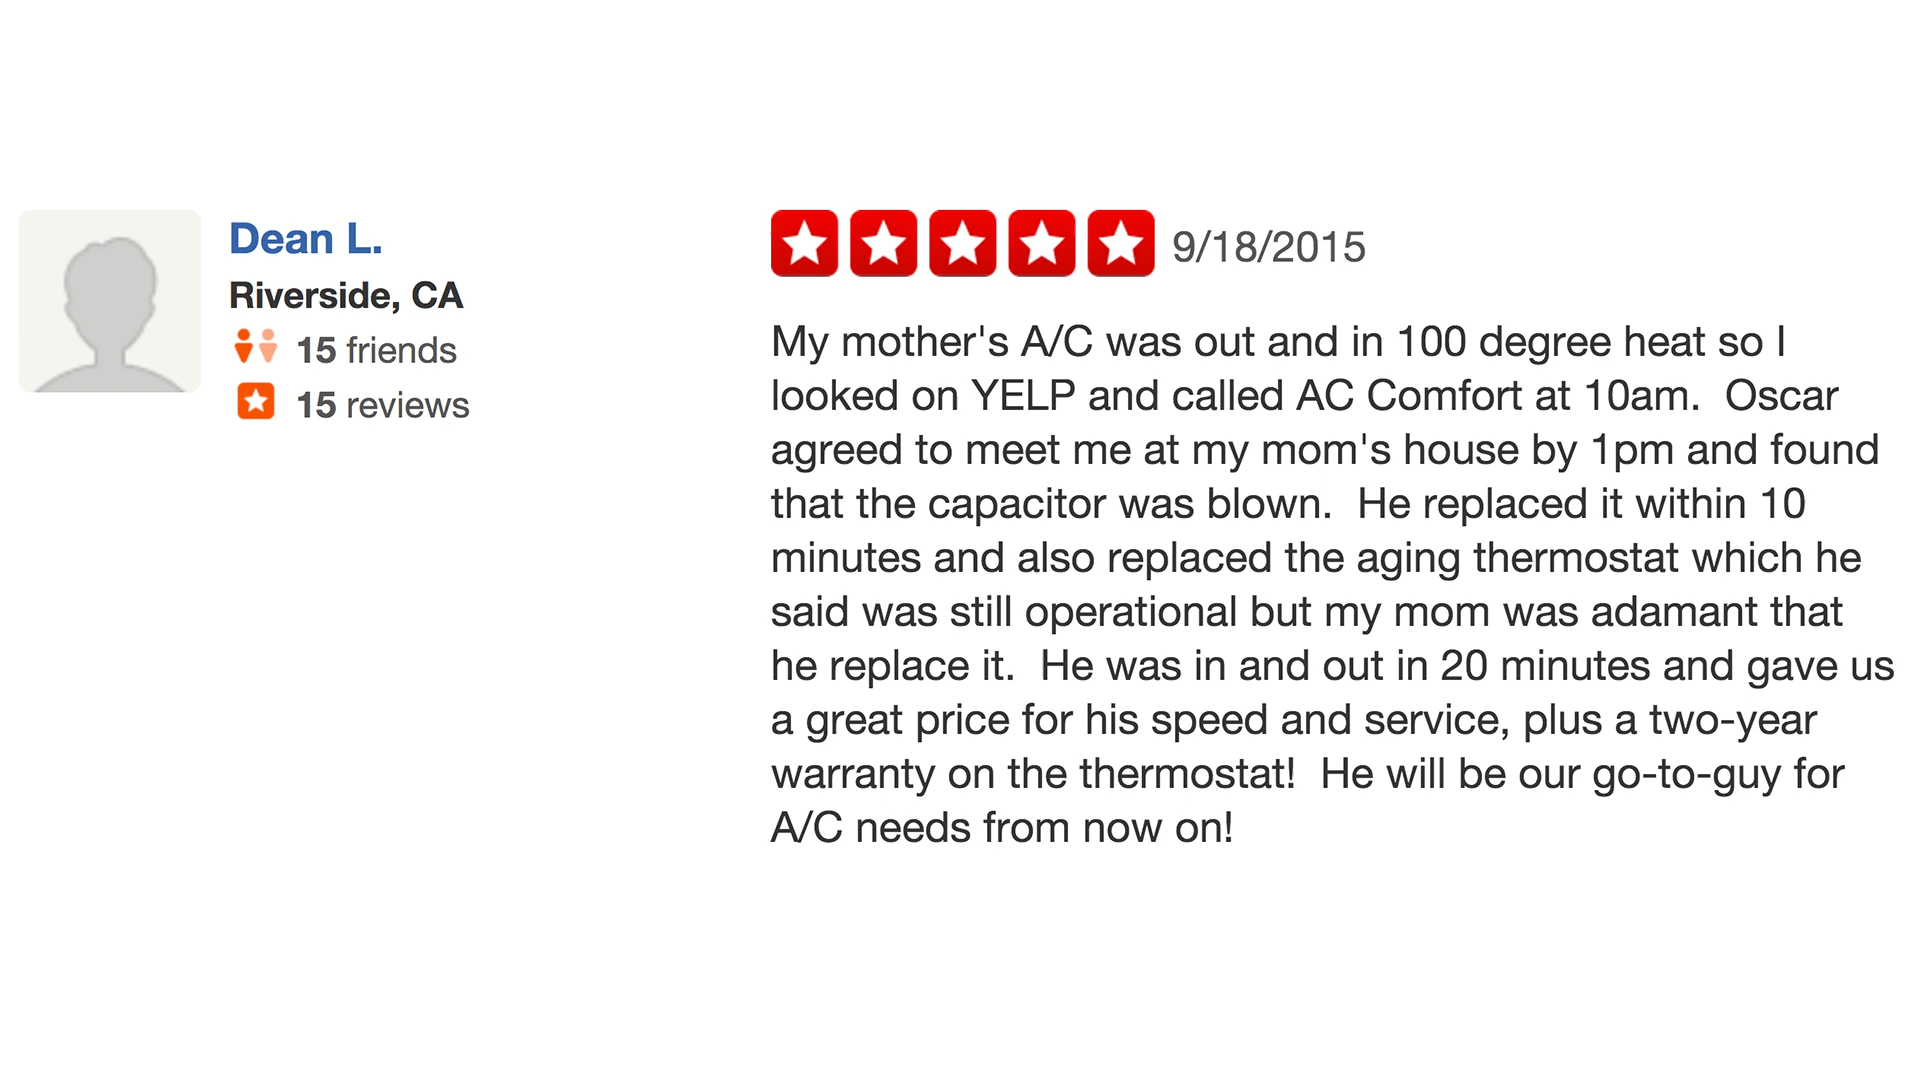 Dean L.
Riverside, CA
15 friends
15 reviews
9/18/2015
My mother's A/C was out and in 100 degree heat so I
looked on YELP and called AC Comfort at 10am.  Oscar
agreed to meet me at my mom's house by 1pm and found
that the capacitor was blown.  He replaced it within 10
minutes and also replaced the aging thermostat which he
said was still operational but my mom was adamant that
he replace it.  He was in and out in 20 minutes and gave us
a great price for his speed and service, plus a two-year
warranty on the thermostat!  He will be our go-to-guy for
A/C needs from now on!